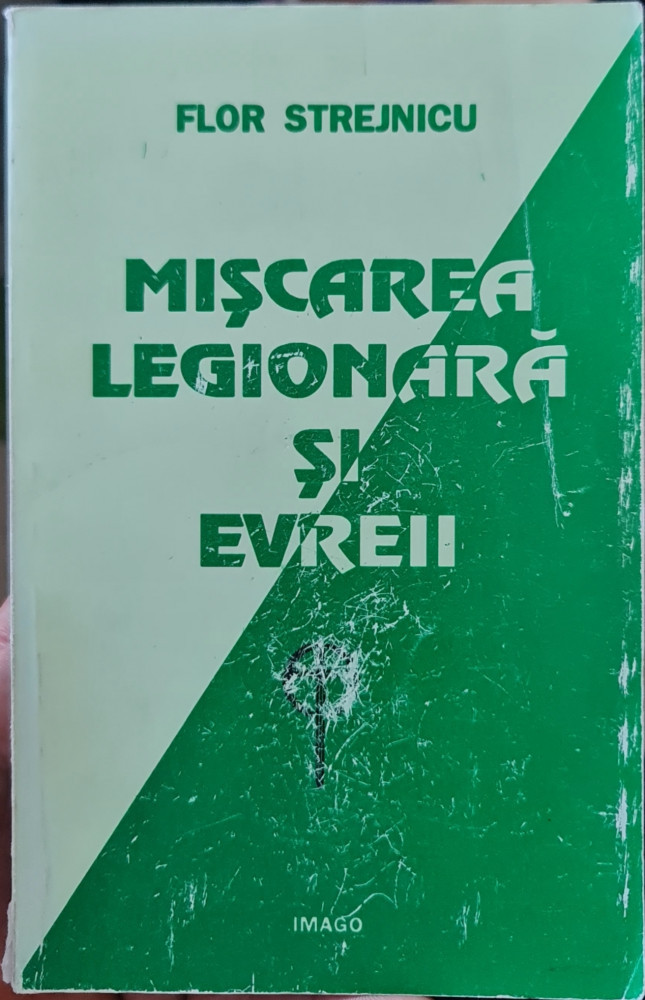 FLOR STREJNICU
MIŞCAREA
LEGIONARĂ
ŞI
EVREII
IMAGO